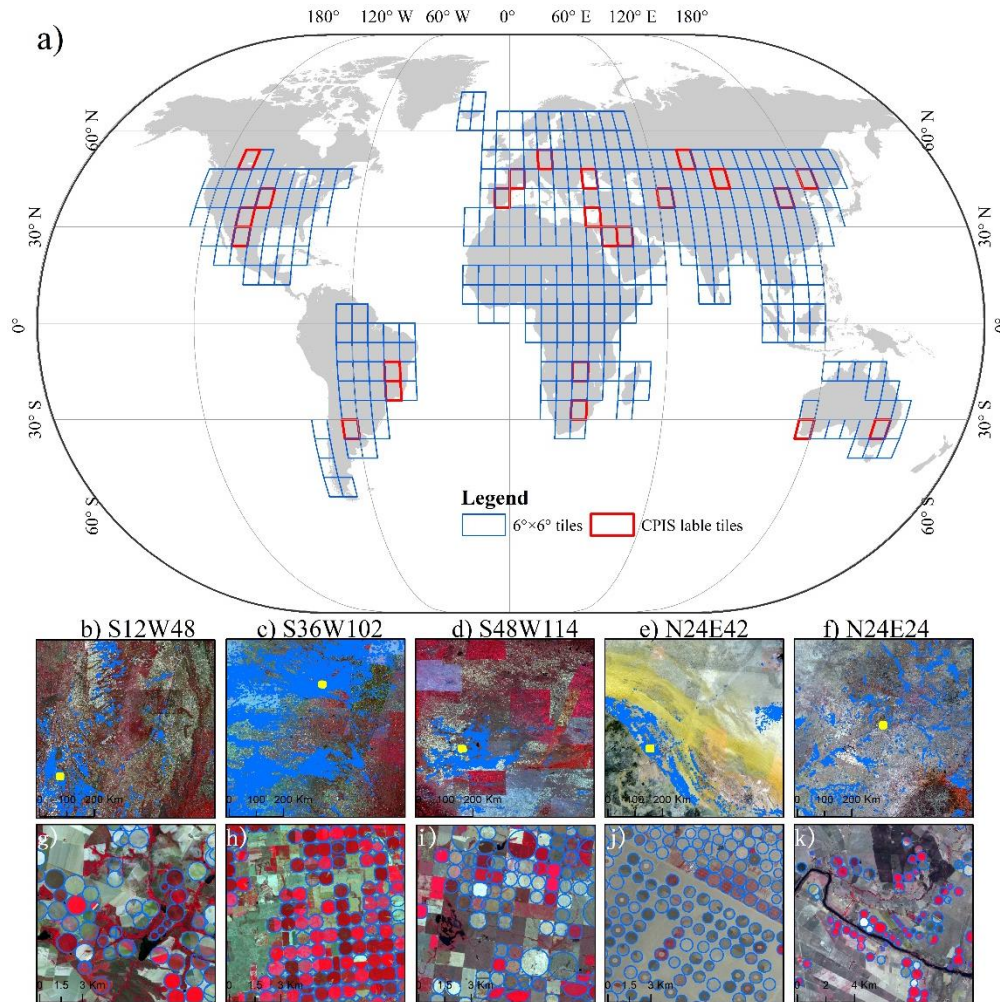 180° 120° W 60° W 0° 60° E 120° E 180°
a)
60° N
60° N
30° N
30° N
0°
0°
30° S
30° S
60° S
60° S
Legend
6°×6° tiles CPIS lable tiles
b) S12W48 c) S36W102 d) S48W114 e) N24E42 f) N24E24
0 100 200 Km 0 100 200 Km 0 100 200 Km 0 100 200 Km 0 100 200 Km
g) h) i) j) k)
0 1.5 3 Km 0 1.5 3 Km 0 1.5 3 Km 0 1.5 3 Km 0 2 4 Km